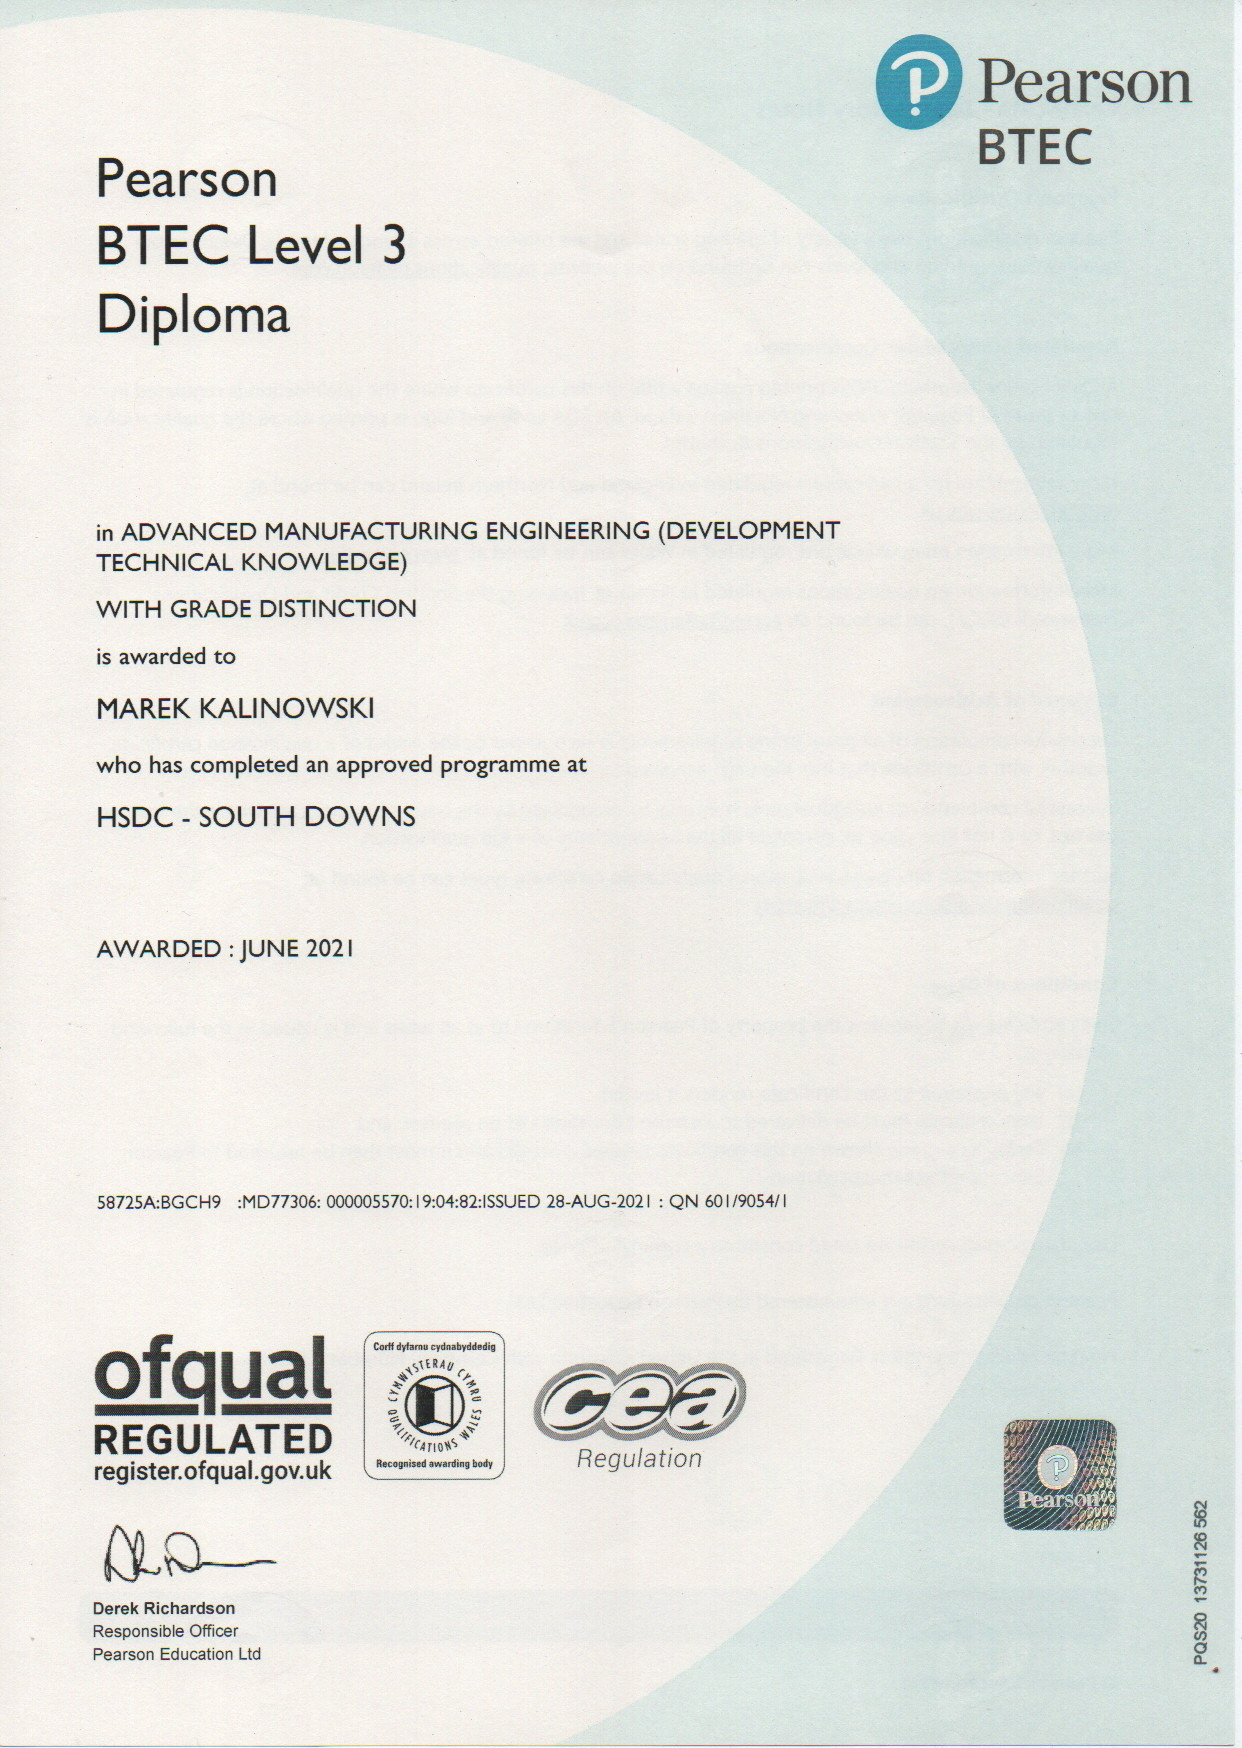 Pearson
BTEC
Pearson
BTEC Level 3
Diploma
in ADVANCED MANUFACTURING ENGINEERING (DEVELOPMENT
TECHNICAL KNOWLEDGE)
WITH GRADE DISTINCTION
is awarded to
MAREK KALINOWSKI
who has completed an approved programme at
HSDC - SOUTH DOWNS
AWARDED : JUNE 2021
58725A:BGCH9 :MD77306: 000005570:19:04:82:ISSUED 28-AUG-2021 : QN 601/9054/1
ofqual
REGULATED
register.ofqual.gov.uk
Corff dyfarnu cydnabyddedig
CYMWYSTERAU CYMRU
QUALIFICATIONS WALES
Recognised awarding body
cea
Regulation
Pearson
Derek Richardson
Responsible Officer
Pearson Education Ltd
PQS20 13731126 562